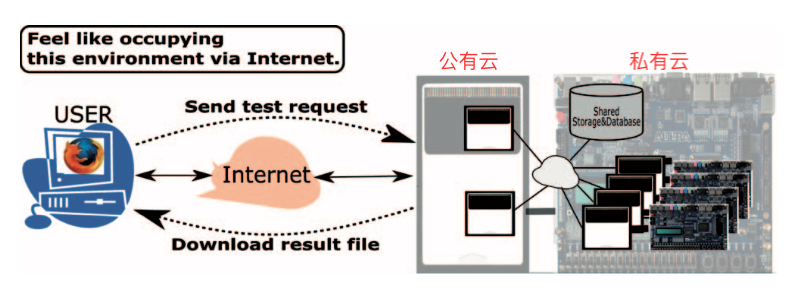 Feel like occupying
this environment via Internet.
公有云
私有云
USER
Send test request
Shared
Storage&Database
Internet
Download result file